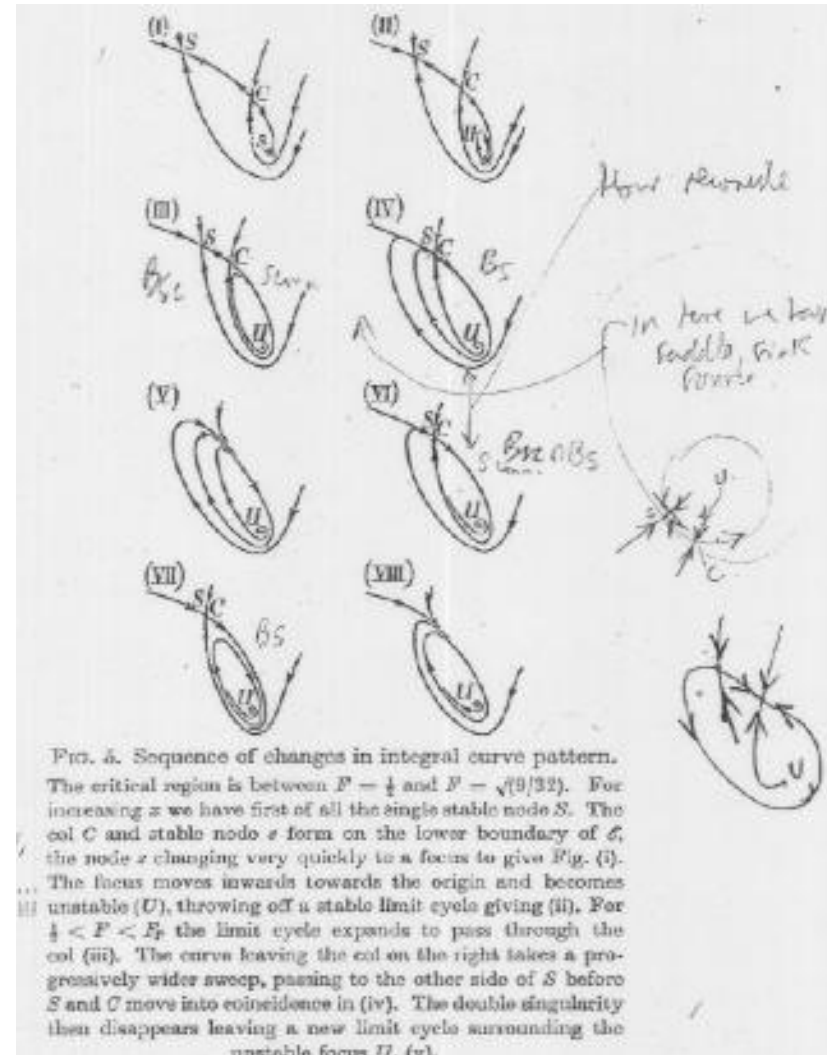 (I)
S
C
s
(II)
S
C
U
(III)
S
C
U
(IV)
S C
U
Bs
How
(V)
U
(VI)
S C
U
In here we have
saddle, sink
source
∩ Bs
U
s
C
(VII)
S C
U
Bs
(VIII)
U
U
FIG. 5. Sequence of changes in integral curve pattern.
The critical region is between F = ½ and F = √(9/32). For
increasing x we have first of all the single stable node S. The
col C and stable node s form on the lower boundary of ℰ,
the node s changing very quickly to a focus to give Fig. (i).
The focus moves inwards towards the origin and becomes
unstable (U), throwing off a stable limit cycle giving (ii). For
½ < F < the limit cycle expands to pass through the
col (iii). The curve leaving the col on the right takes a pro-
gressively wider sweep, passing to the other side of S before
S and C move into coincidence in (iv). The double singularity
then disappears leaving a new limit cycle surrounding the
unstable focus U, (v).